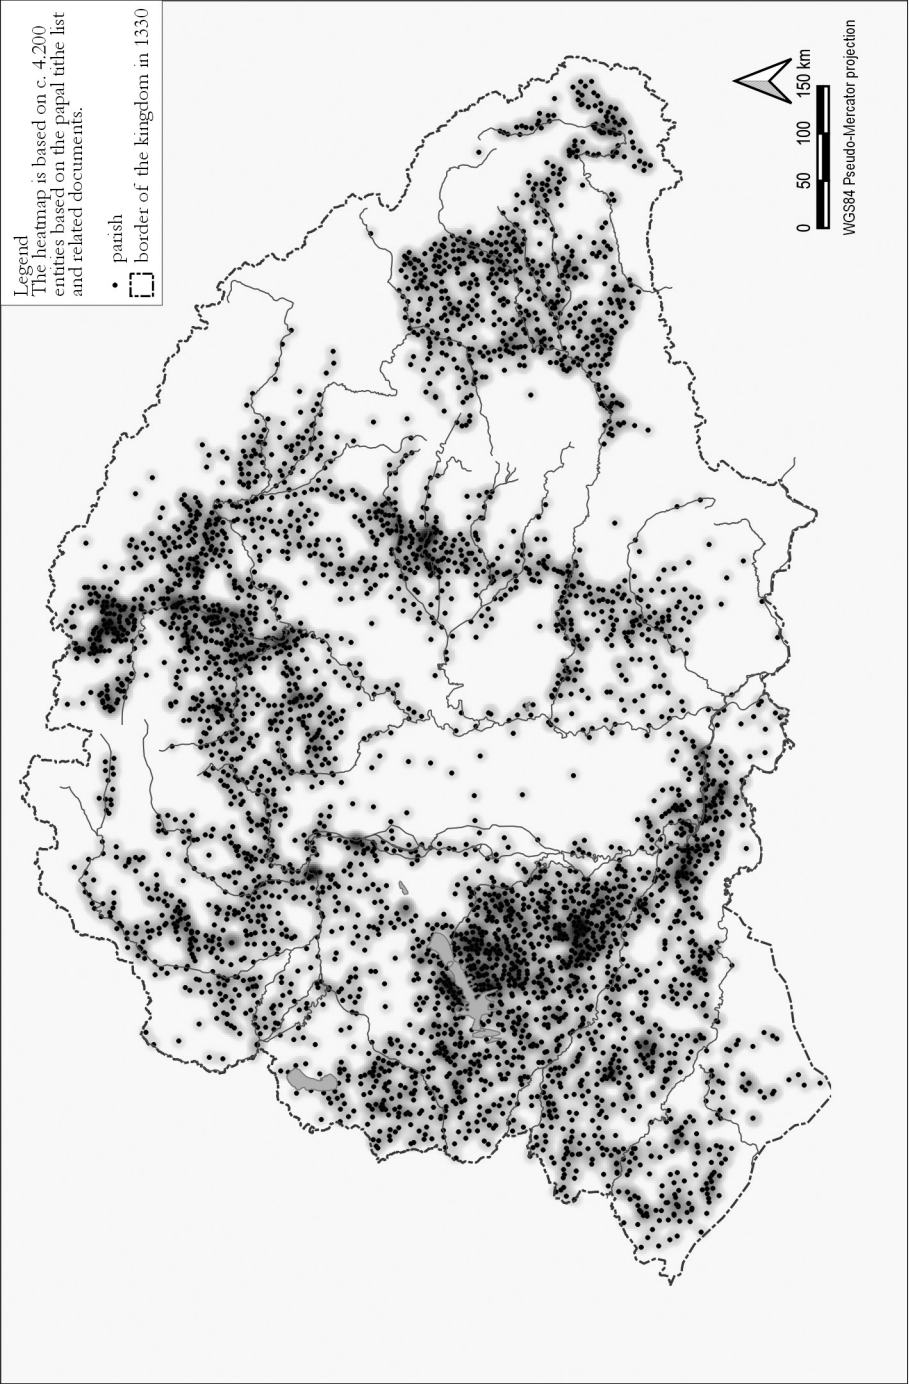 Legend
The heatmap is based on c. 4.200
entities based on the papal tithe list
and related documents.
parish
border of the kingdom in 1330
0 50 100 150 km
WGS84 Pseudo-Mercator projection